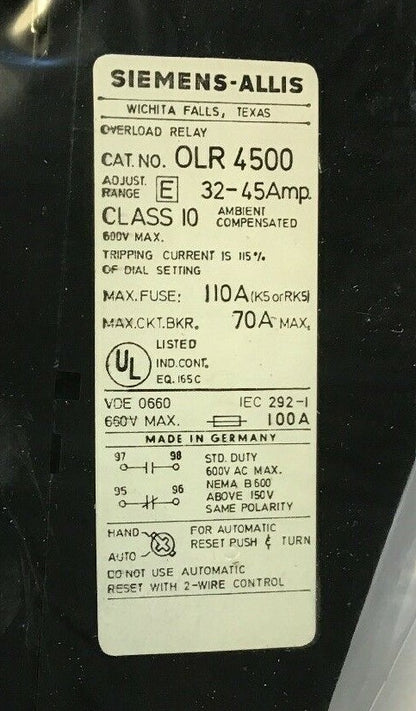 SIEMENS-ALLIS
WICHITA FALLS, TEXAS
OVERLOAD RELAY
CAT. NO. OLR 4500
ADJUST. RANGE E 32-45Amp.
CLASS 10 AMBIENT COMPENSATED
600V MAX.
TRIPPING CURRENT IS 115%
OF DIAL SETTING
MAX. FUSE: 110A (K5 or RK5)
MAX. CKT. BKR. 70A MAX.
UL LISTED
IND. CONT.
EQ. 165C
VDE 0660 IEC 292-1
660V MAX. 100A
MADE IN GERMANY
97 98 STD. DUTY
600V AC MAX.
95 96 NEMA B600
ABOVE 150V
SAME POLARITY
HAND FOR AUTOMATIC
AUTO RESET PUSH & TURN
DO NOT USE AUTOMATIC
RESET WITH 2-WIRE CONTROL